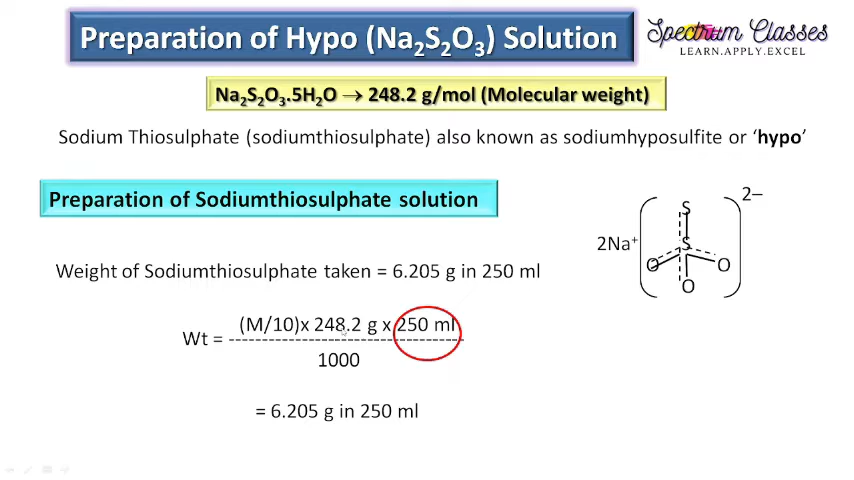 Preparation of Hypo (Na₂S₂O₃) Solution
Spectrum Classes
LEARN.APPLY.EXCEL
Na₂S₂O₃.5H₂O → 248.2 g/mol (Molecular weight)
Sodium Thiosulphate (sodiumthiosulphate) also known as sodiumhyposulfite or ‘hypo’
Preparation of Sodiumthiosulphate solution
Weight of Sodiumthiosulphate taken = 6.205 g in 250 ml
Wt = (M/10)x 248.2 g x 250 ml
1000
= 6.205 g in 250 ml
2–
S
2Na⁺ S
O O
O